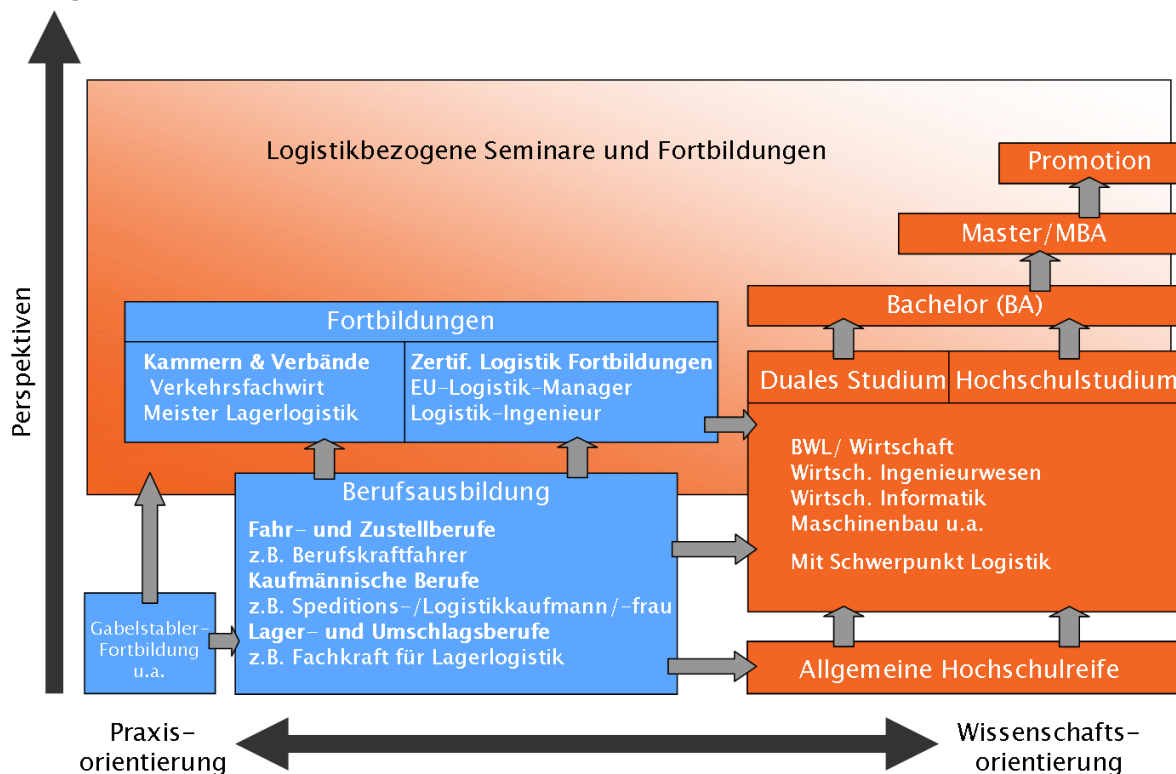 Logistikbezogene Seminare und Fortbildungen
Promotion
Master/MBA
Bachelor (BA)
Perspektiven
Fortbildungen
Kammern & Verbände
Verkehrsfachwirt
Meister Lagerlogistik
Zertif. Logistik Fortbildungen
EU-Logistik-Manager
Logistik-Ingenieur
Duales Studium
Hochschulstudium
BWL/ Wirtschaft
Wirtsch. Ingenieurwesen
Wirtsch. Informatik
Maschinenbau u.a.
Mit Schwerpunkt Logistik
Berufsausbildung
Fahr- und Zustellberufe
z.B. Berufskraftfahrer
Kaufmännische Berufe
z.B. Speditions-/Logistikkaufmann/-frau
Lager- und Umschlagsberufe
z.B. Fachkraft für Lagerlogistik
Gabelstabler-
Fortbildung
u.a.
Allgemeine Hochschulreife
Praxis-
orientierung
Wissenschafts-
orientierung